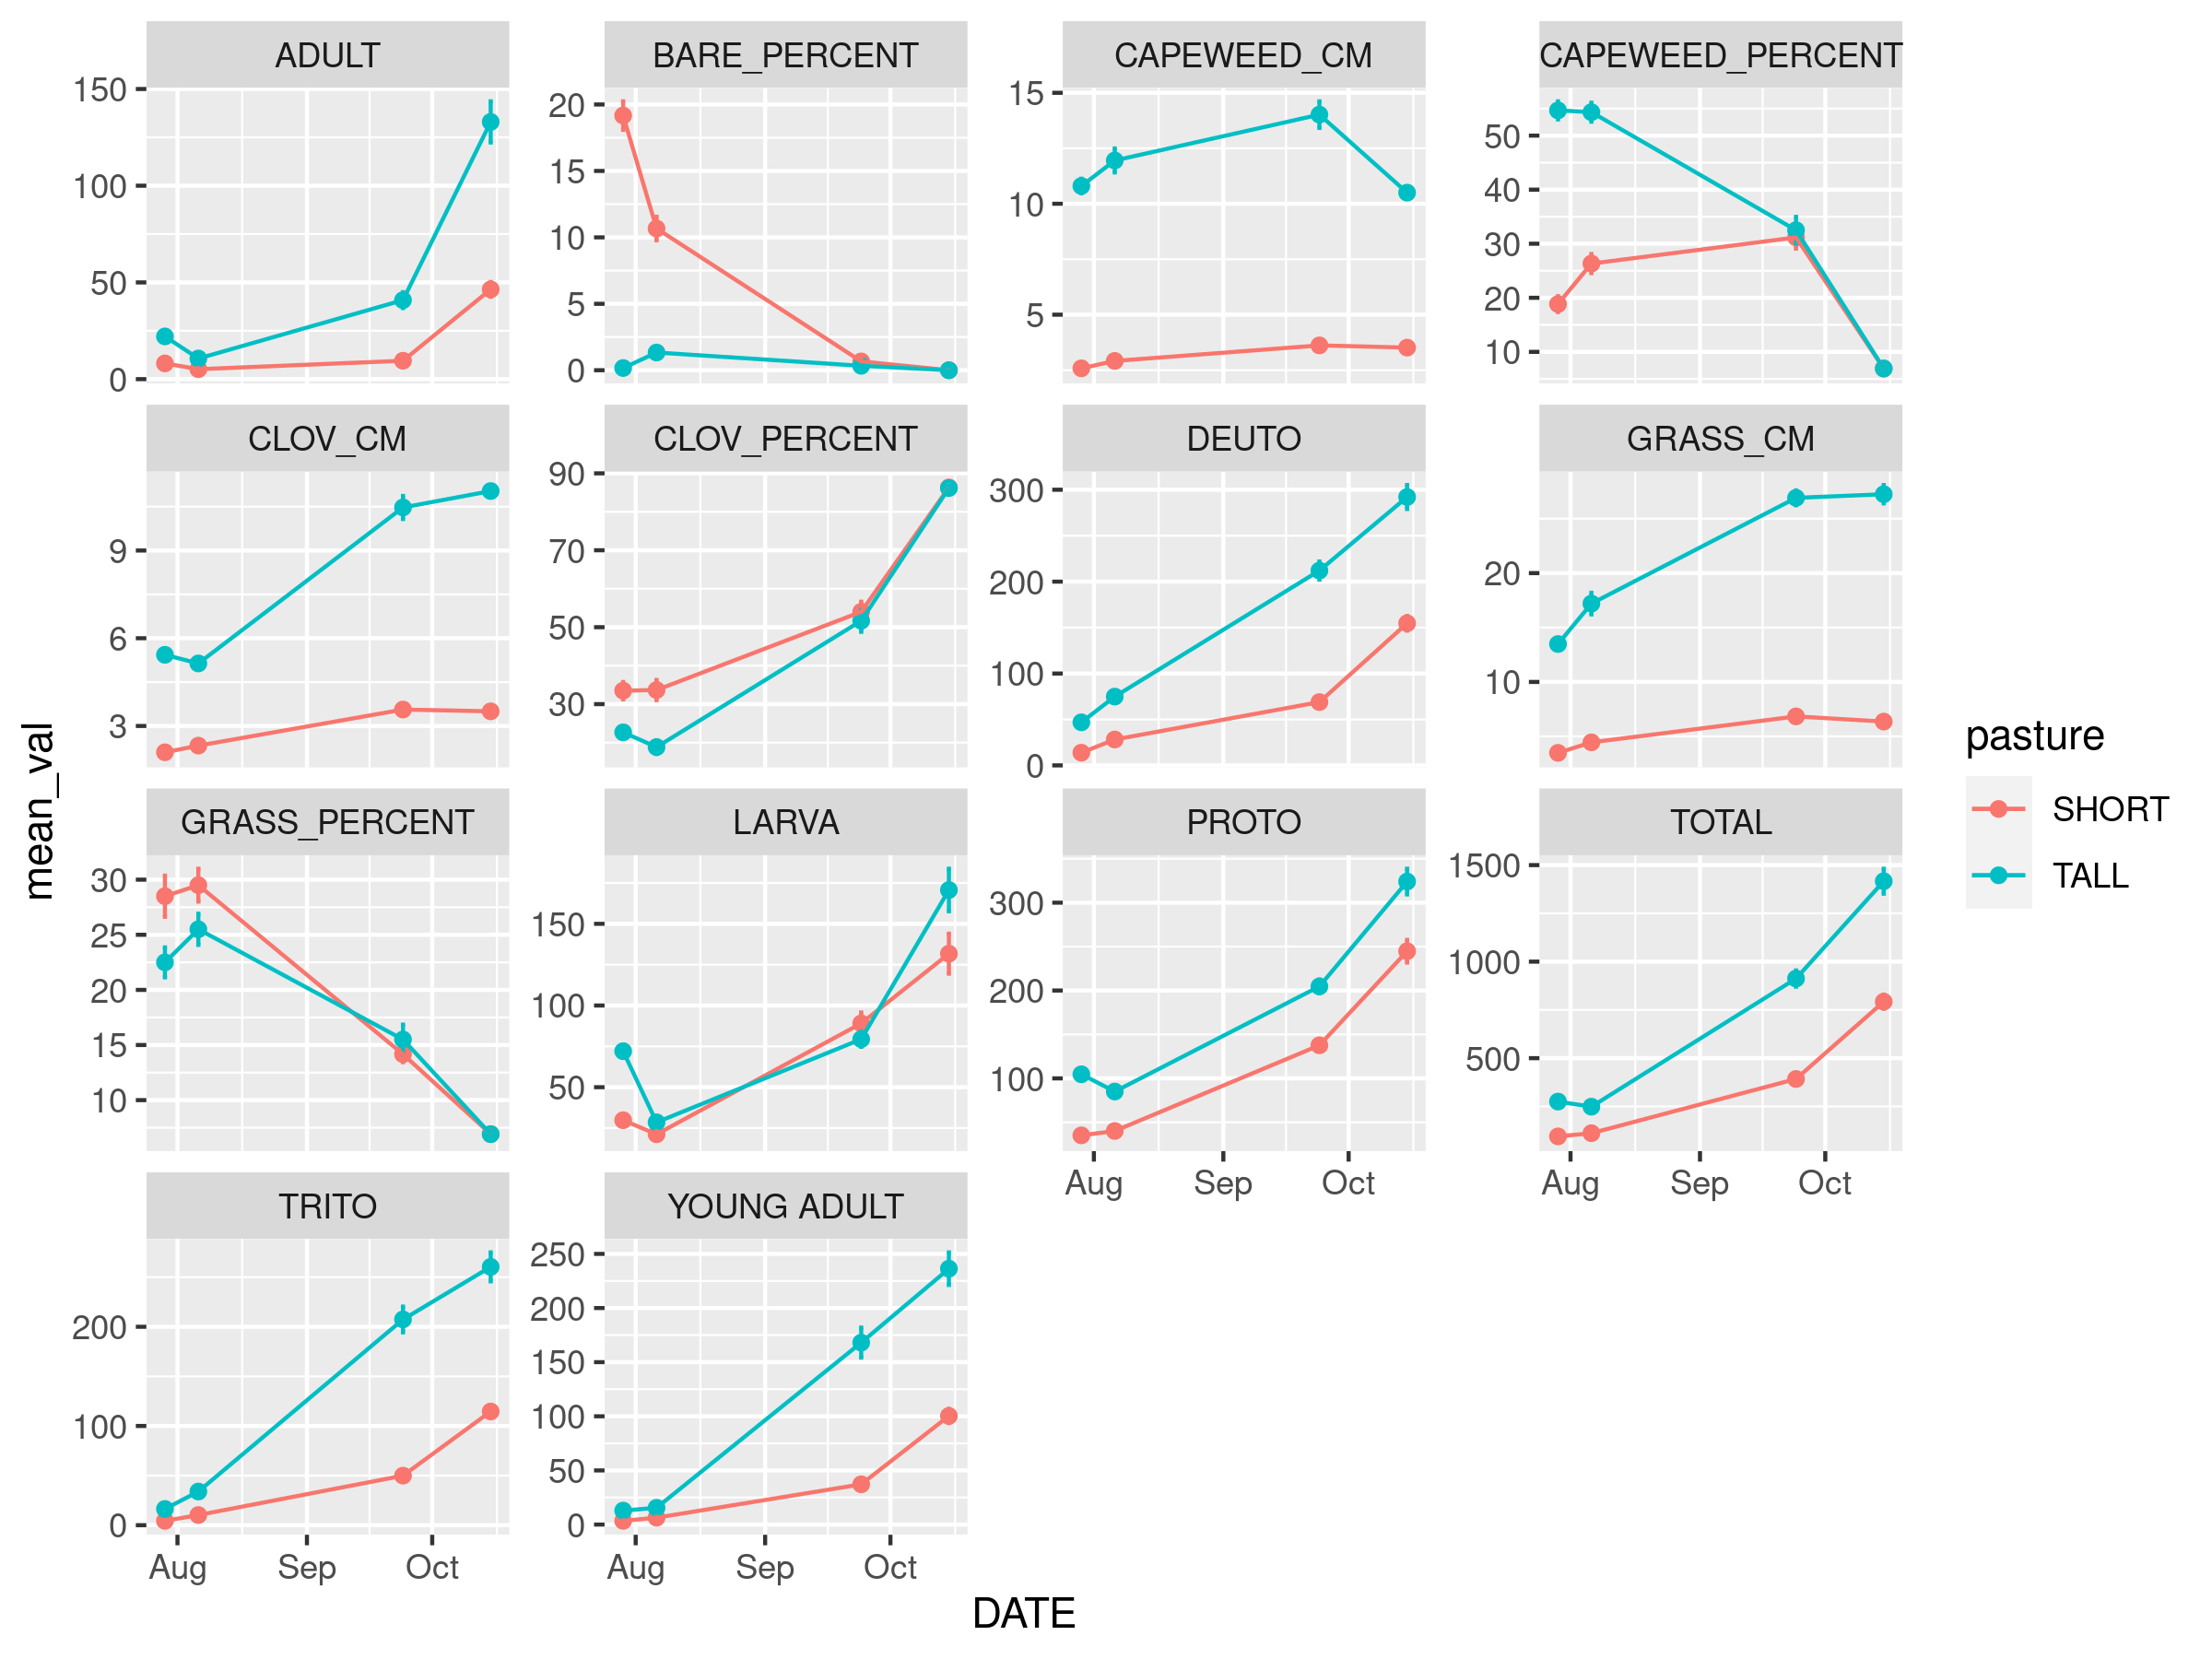 ADULT
BARE_PERCENT
CAPEWEED_CM
CAPEWEED_PERCENT
150
100
50
0
20
15
10
5
0
15
10
5
50
40
30
20
10
CLOV_CM
CLOV_PERCENT
DEUTO
GRASS_CM
9
6
3
90
70
50
30
300
200
100
0
20
10
GRASS_PERCENT
LARVA
PROTO
TOTAL
30
25
20
15
10
150
100
50
300
200
100
1500
1000
500
Aug Sep Oct
Aug Sep Oct
TRITO
YOUNG ADULT
200
100
0
250
200
150
100
50
0
Aug Sep Oct
Aug Sep Oct
DATE
mean_val
pasture
SHORT
TALL